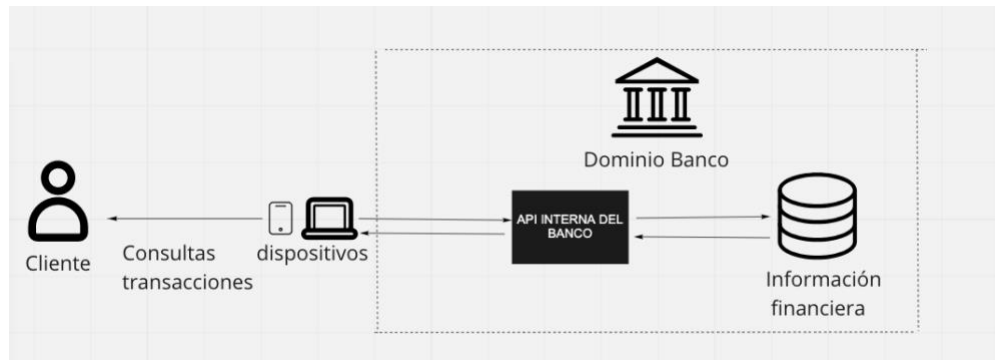 Dominio Banco
API INTERNA DEL
BANCO
Cliente
Consultas
transacciones
dispositivos
Información
financiera